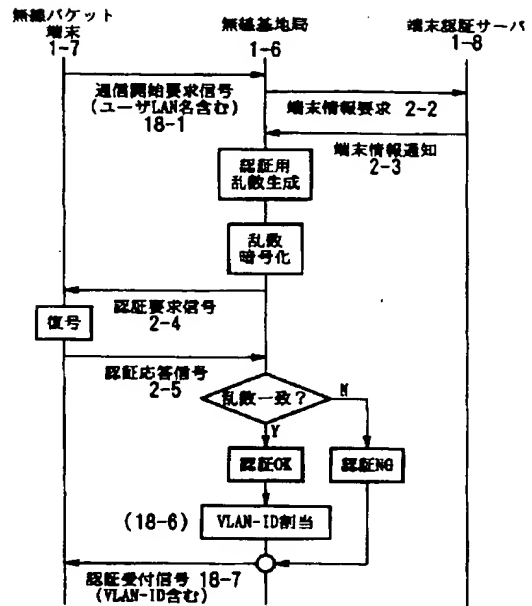 無線パケット
端末
1-7
無線基地局
1-6
端末認証サーバ
1-8
通信開始要求信号
(ユーザLAN名含む)
18-1
端末情報要求 2-2
端末情報通知
2-3
認証用
乱数生成
乱数
暗号化
認証要求信号
2-4
復号
認証応答信号
2-5
乱数一致?
N
Y
認証OK
認証NG
(18-6)
VLAN-ID割当
認証受付信号 18-7
(VLAN-ID含む)